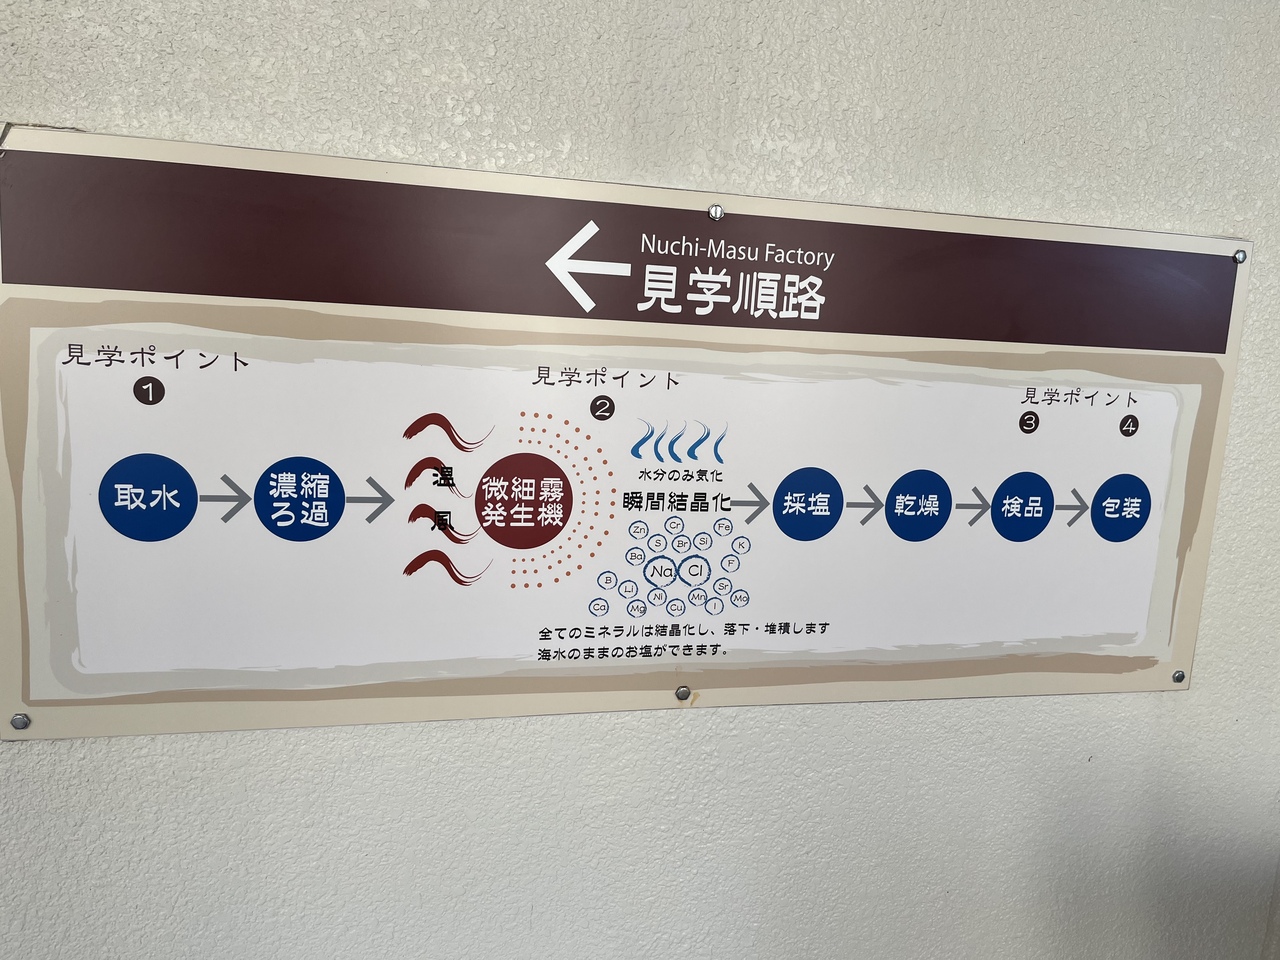 Nuchi-Masu Factory
見学順路
見学ポイント
1
見学ポイント
2
見学ポイント
3 4
取水
濃縮
ろ過
温
風
微細霧
発生機
水分のみ気化
瞬間結晶化
採塩
乾燥
検品
包装
Zn Cr Fe
S Br Si K
Ba Na Cl F
B Li Ni Mn Sr
Ca Mg Cu I Mo
全てのミネラルは結晶化し、落下・堆積します
海水のままのお塩ができます。